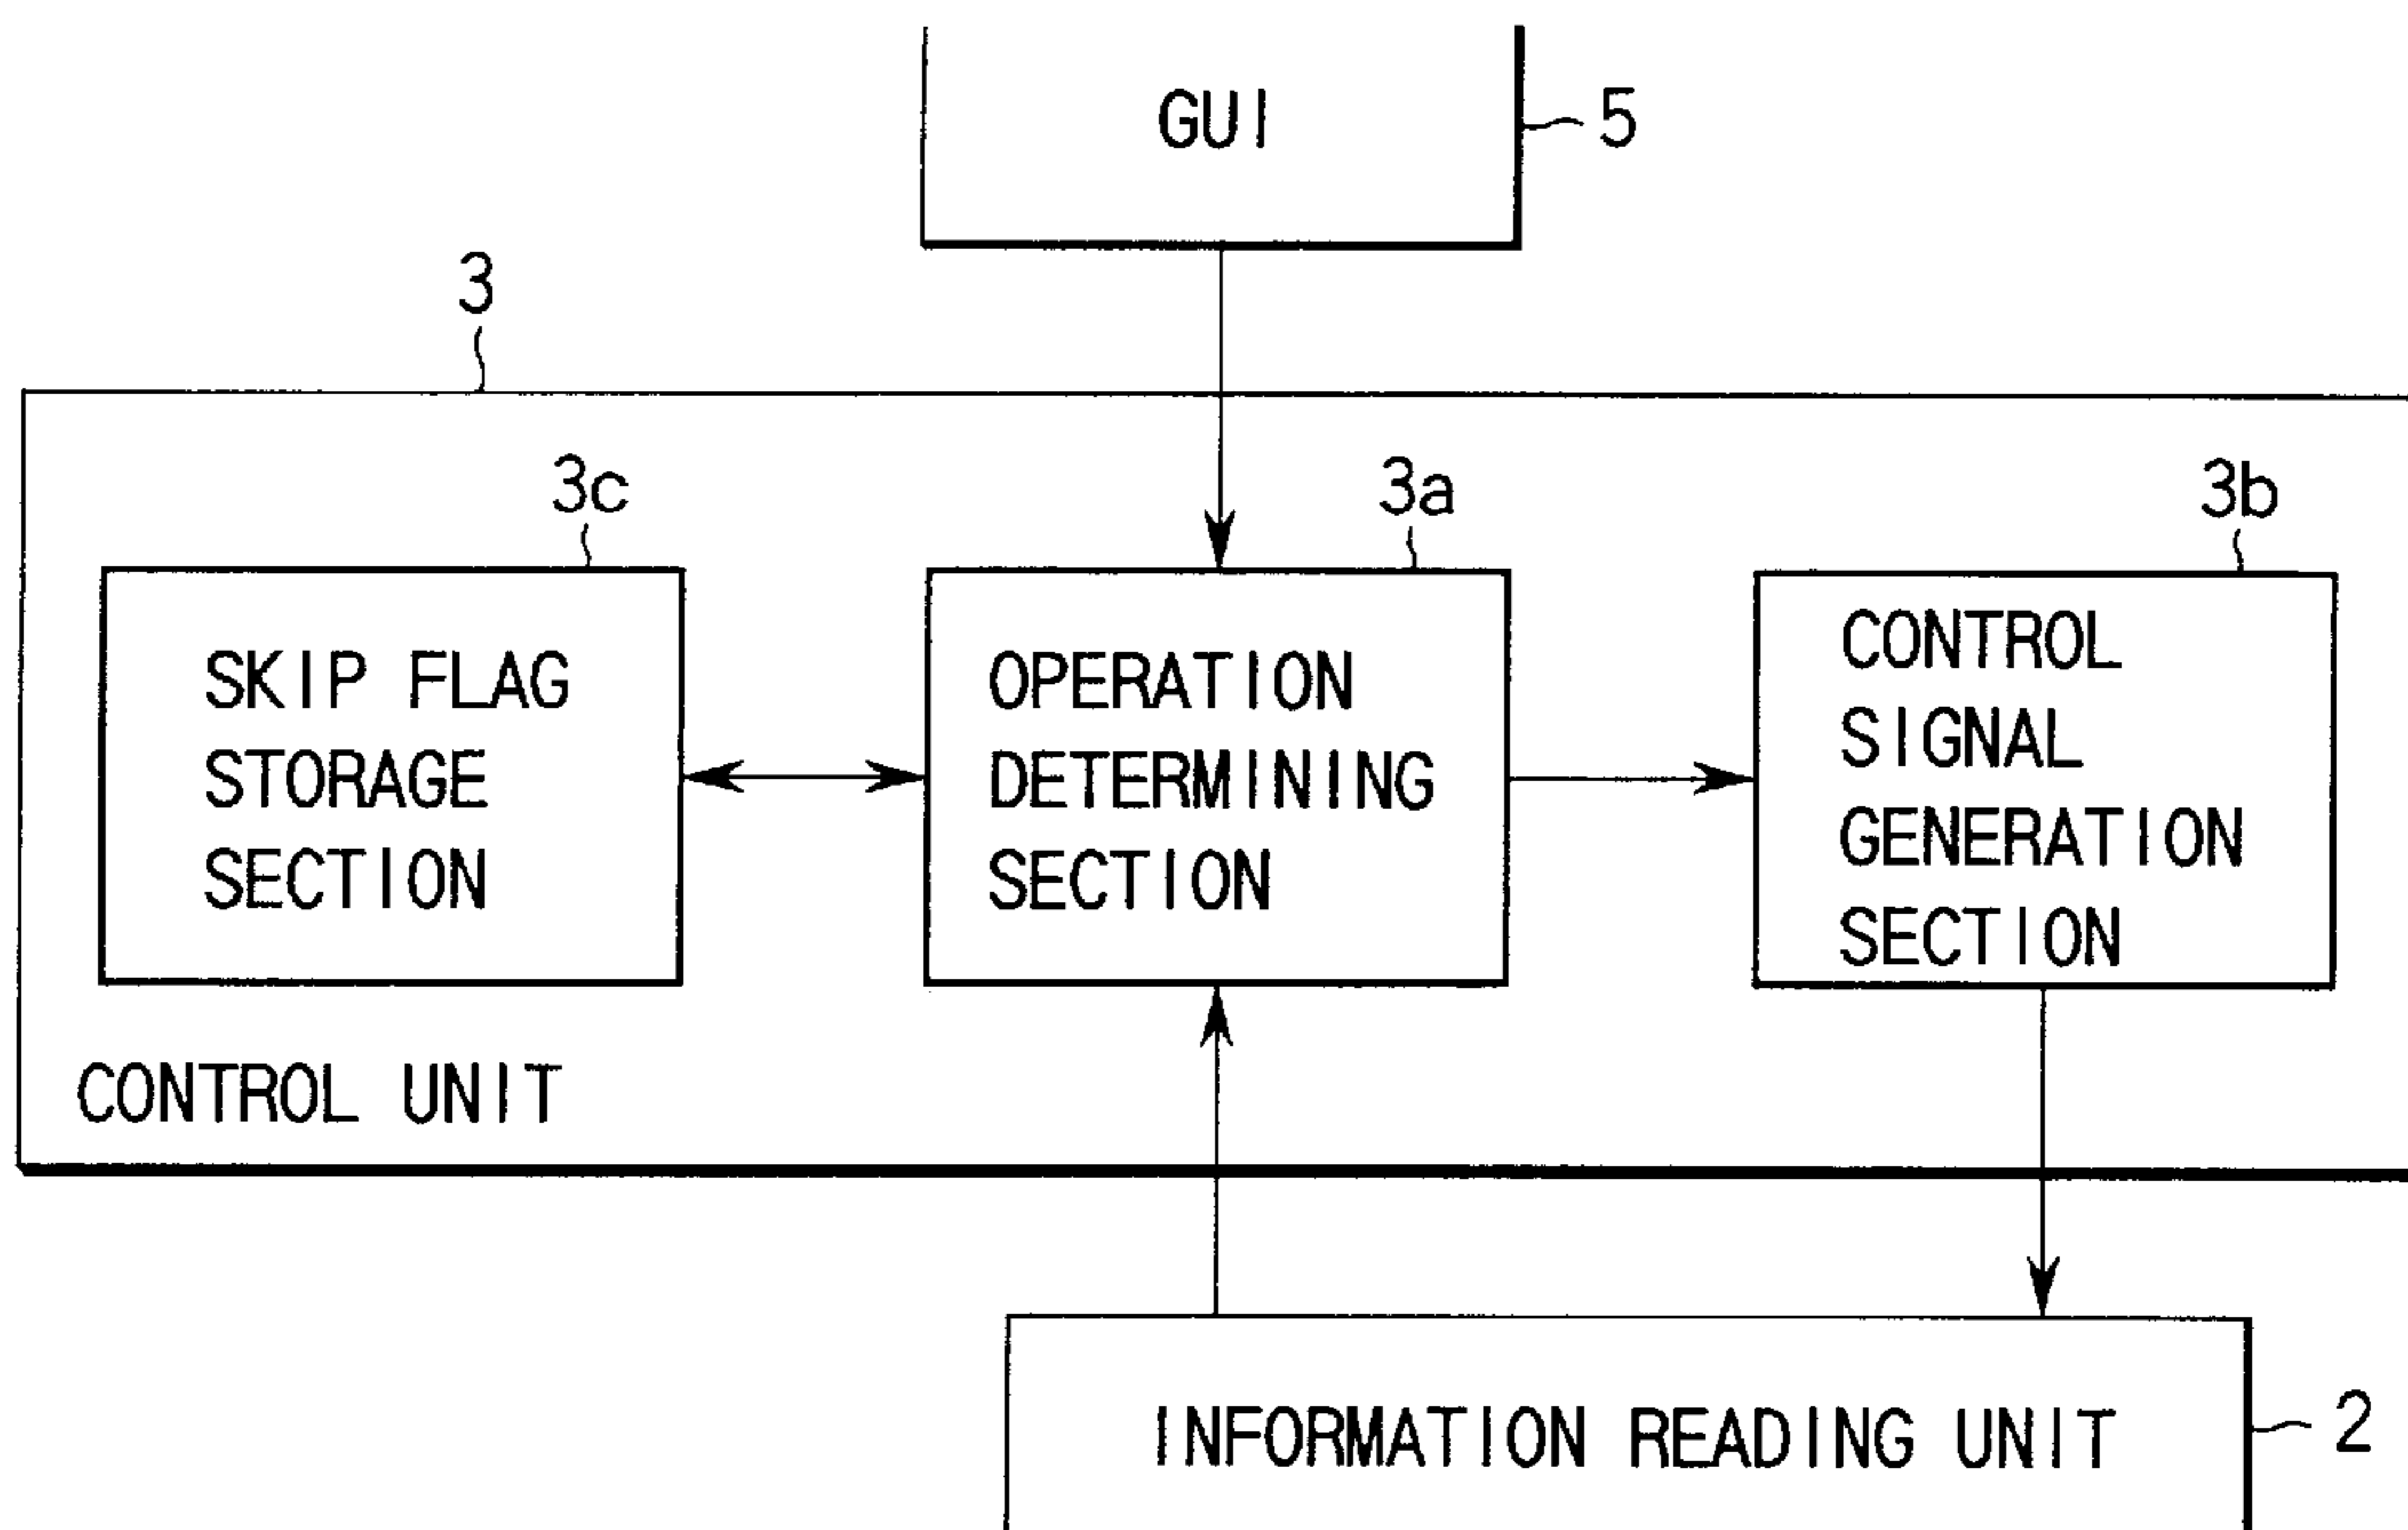 GUI
5
3
3c
3a
3b
SKIP FLAG
STORAGE
SECTION
OPERATION
DETERMINING
SECTION
CONTROL
SIGNAL
GENERATION
SECTION
CONTROL UNIT
INFORMATION READING UNIT
2